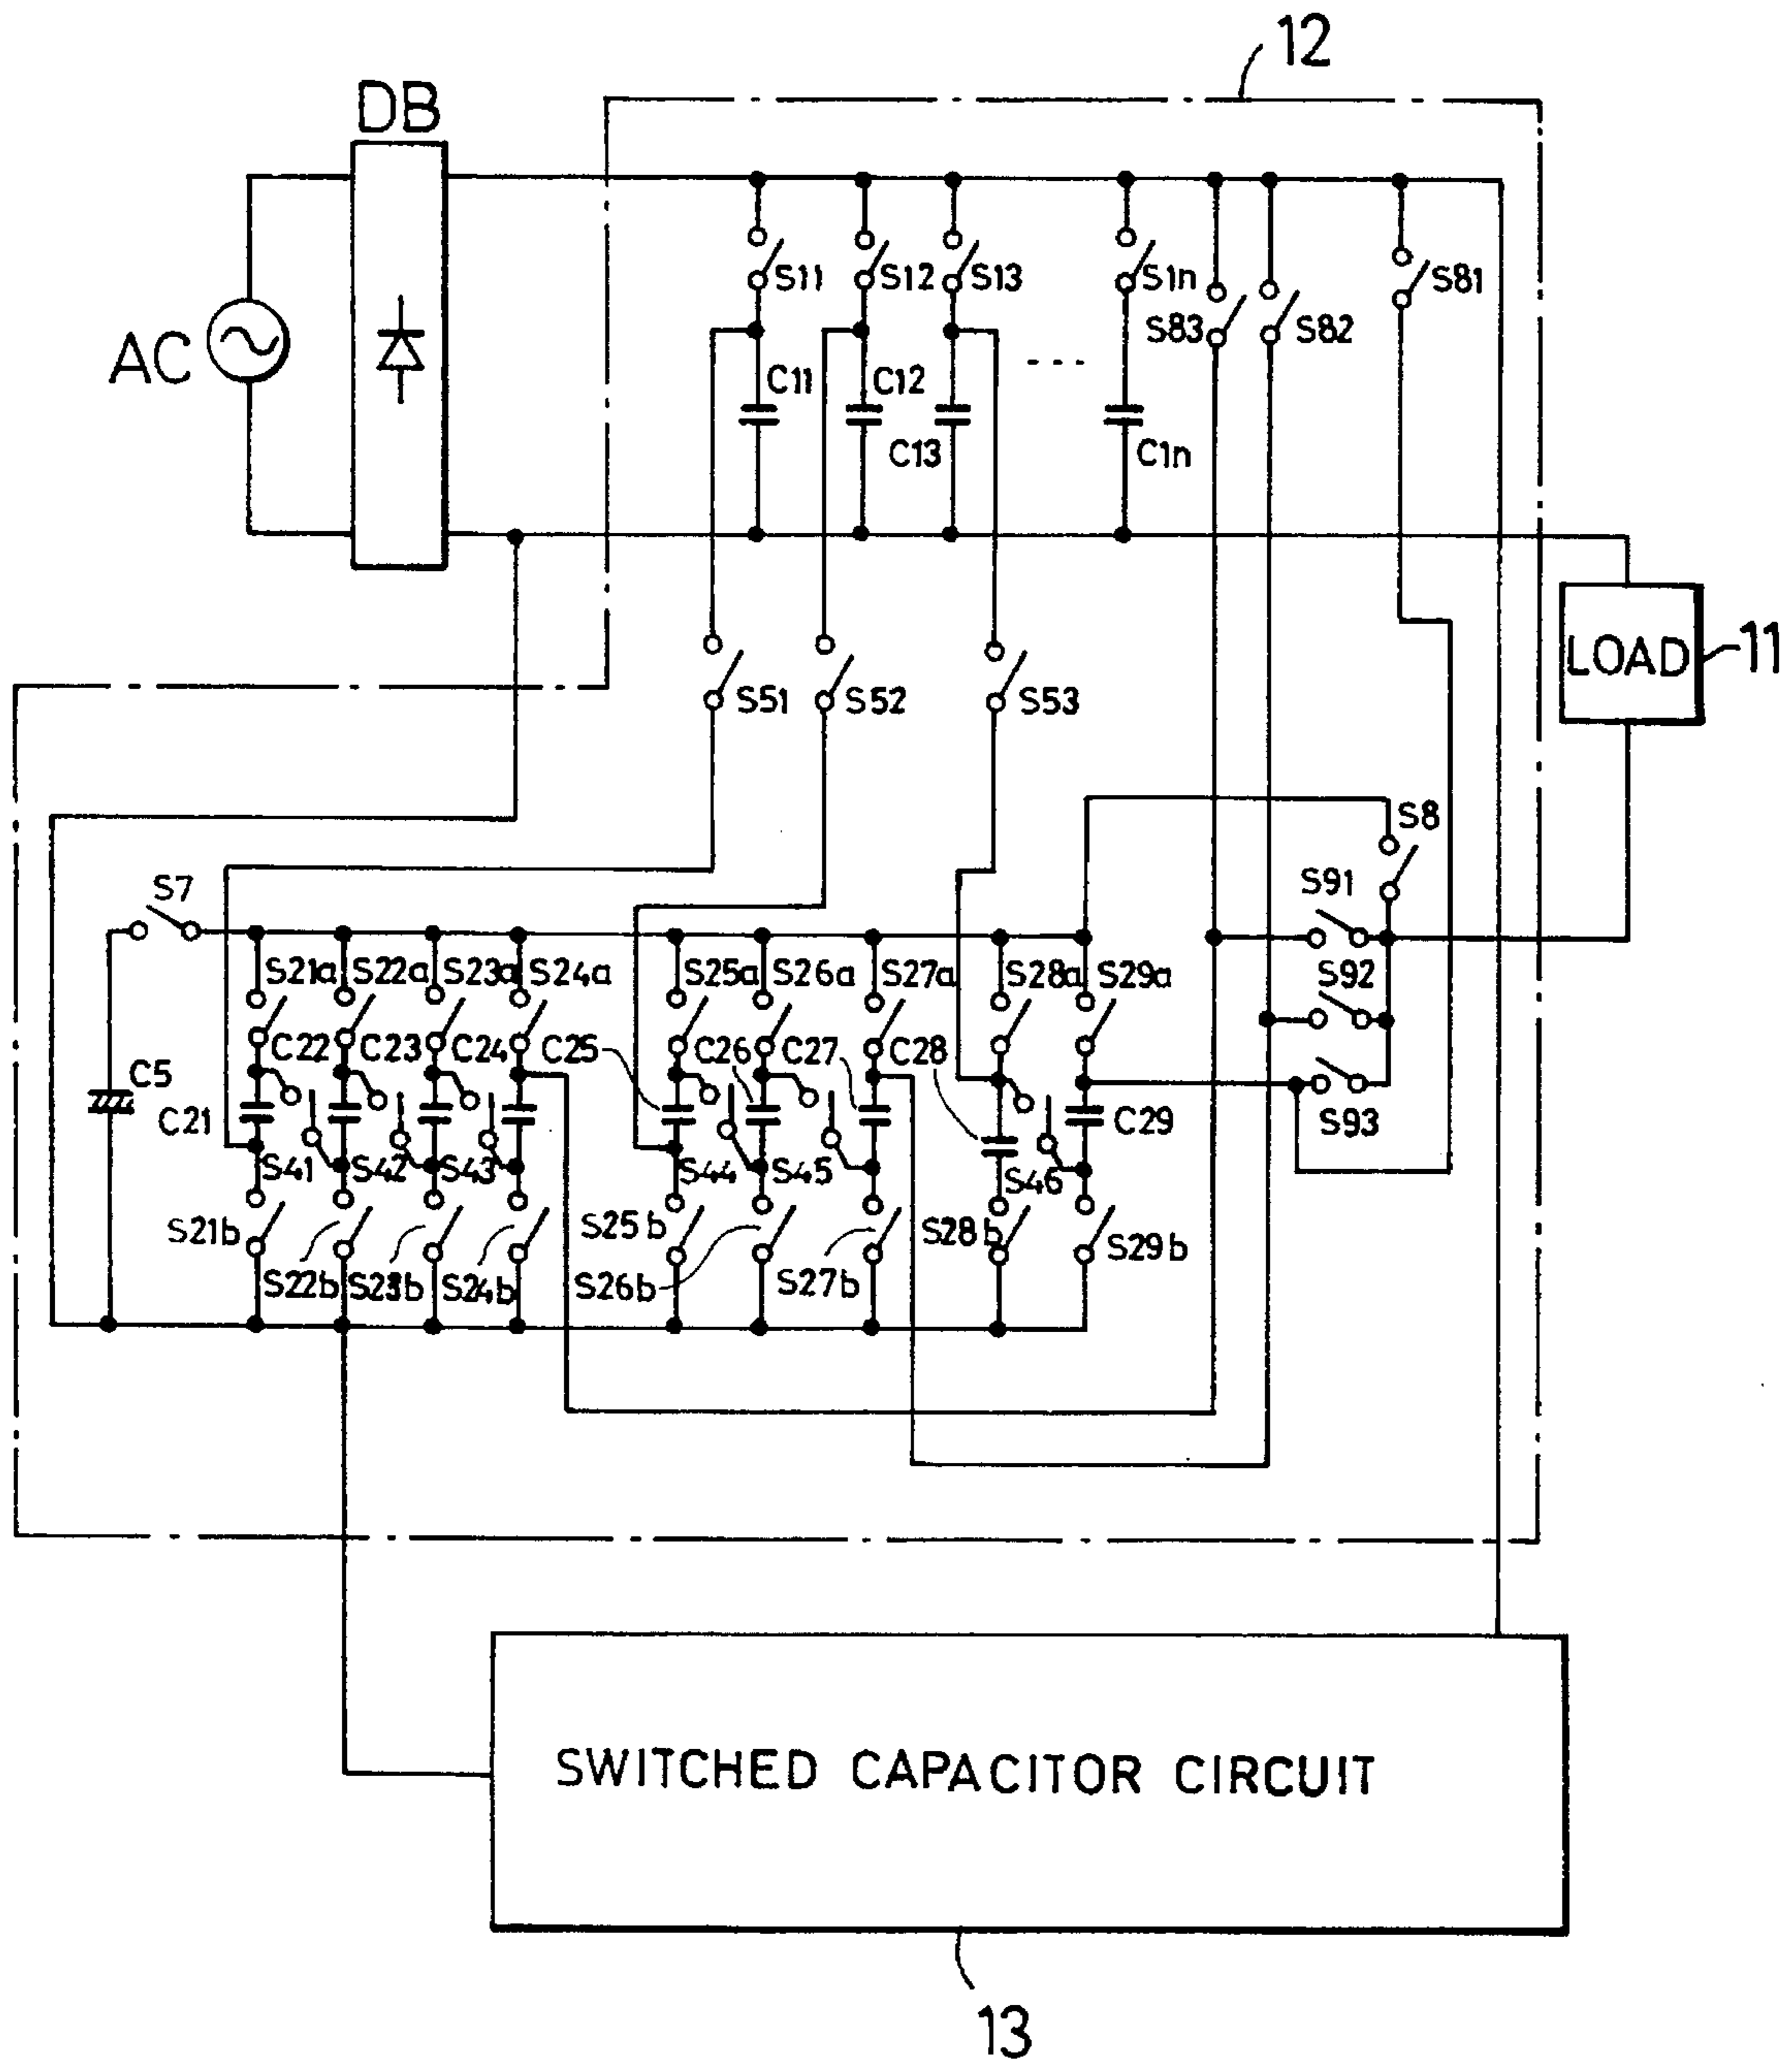 12
DB
AC
S11
S12
S13
S1n
S83
S82
S81
C11
C12
C13
C1n
LOAD
11
S51
S52
S53
S8
S7
S91
S92
S93
S21a
S22a
S23a
S24a
S25a
S26a
S27a
S28a
S29a
C5
C21
C22
C23
C24
C25
C26
C27
C28
C29
S41
S42
S43
S44
S45
S46
S21b
S22b
S23b
S24b
S25b
S26b
S27b
S28b
S29b
SWITCHED CAPACITOR CIRCUIT
13